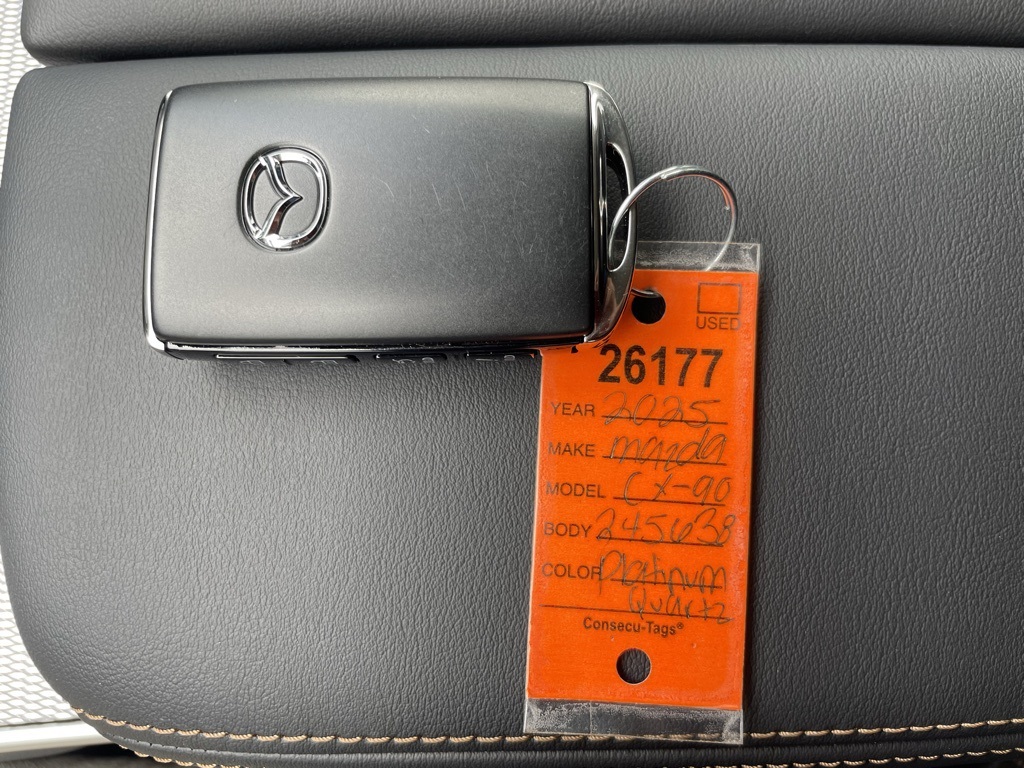 USED
26177
YEAR 2025
MAKE mazda
MODEL CX-90
BODY 245638
COLOR Platinum
Quartz
Consecu-Tags®